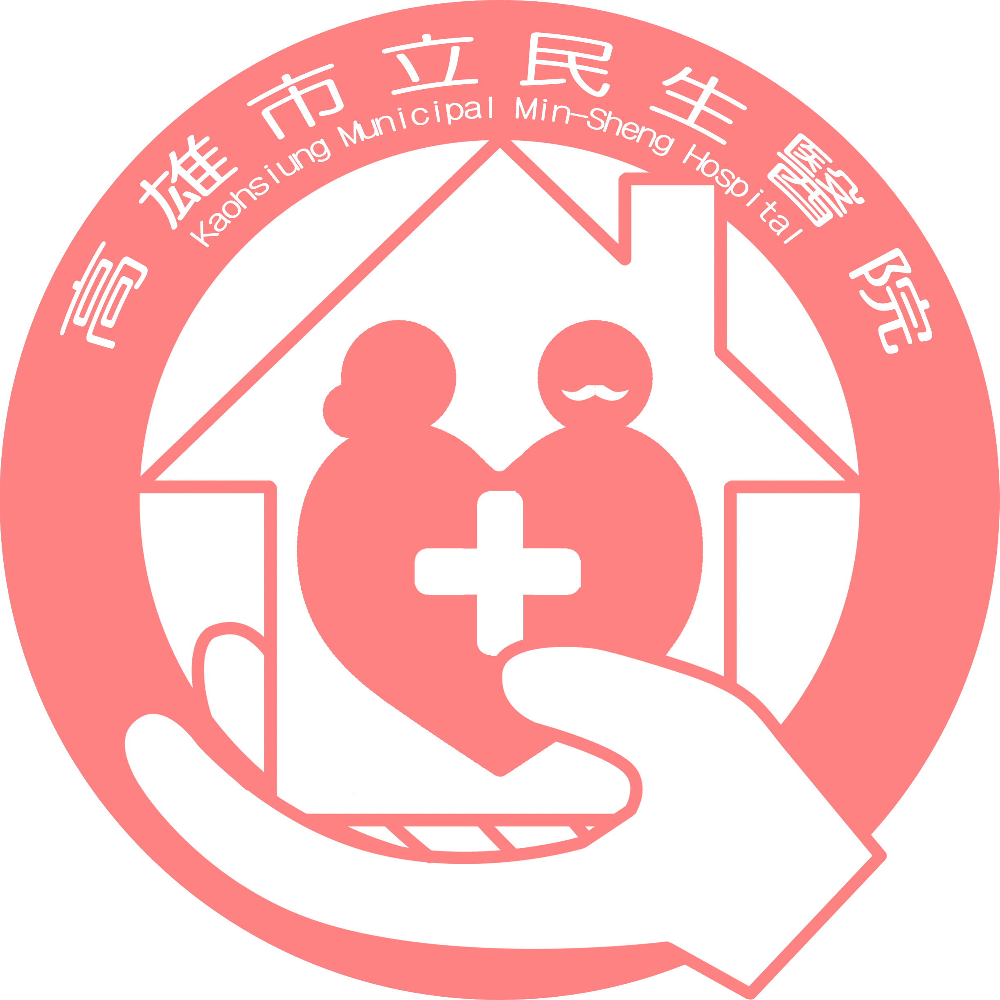 高雄市立民生醫院
Kaohsiung Municipal Min-Sheng Hospital